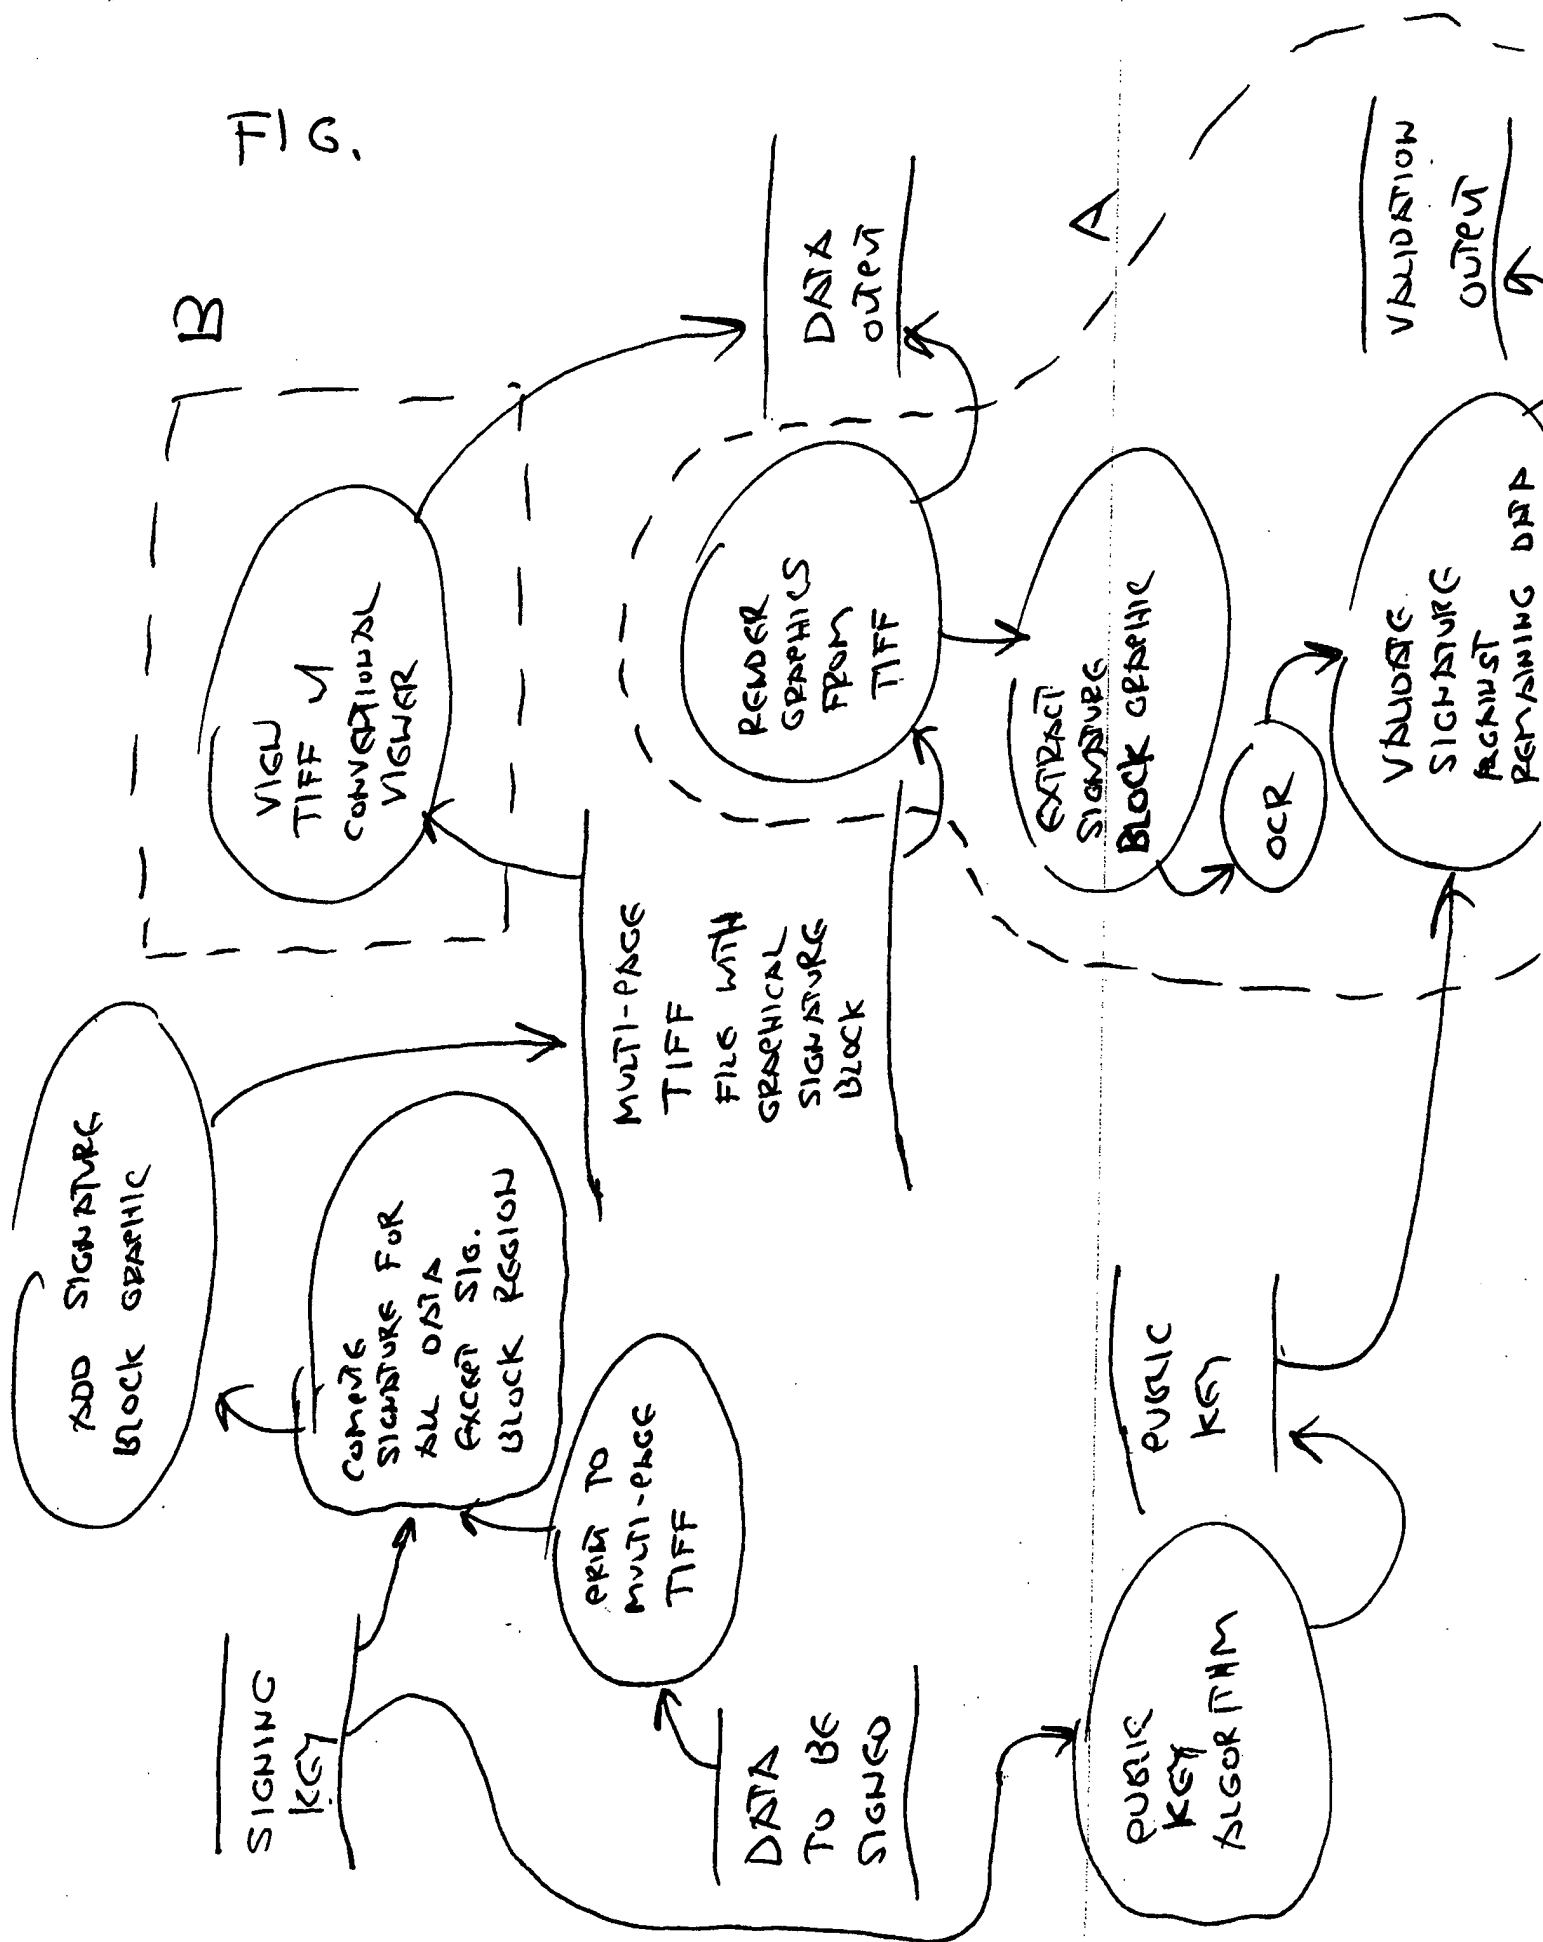 FIG.
B
ADD SIGNATURE
BLOCK GRAPHIC
SIGNING
KEY
COMPUTE
SIGNATURE FOR
ALL DATA
EXCEPT SIG.
BLOCK REGION
VIEW
TIFF
CONVENTIONAL
VIEWER
PRINT TO
MULTI-PAGE
TIFF
MULTI-PAGE
TIFF
FILE WITH
GRAPHICAL
SIGNATURE
BLOCK
DATA
TO BE
SIGNED
RENDER
GRAPHICS
FROM
TIFF
DATA
OUTPUT
A
EXTRACT
SIGNATURE
BLOCK GRAPHIC
OCR
PUBLIC
KEY
ALGORITHM
PUBLIC
KEY
VALIDATE
SIGNATURE
AGAINST
REMAINING
VALIDATION
OUTPUT